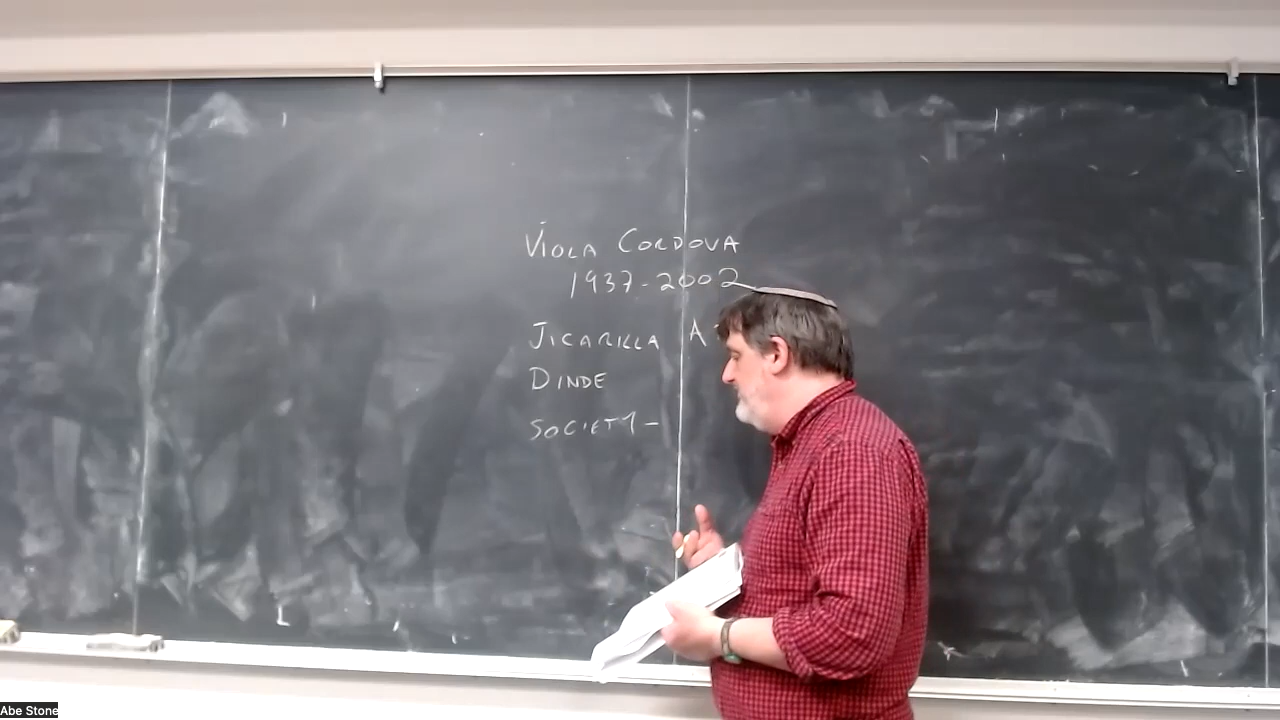 VIOLA CORDOVA
1937-2002
JICARILLA A
DINDE
SOCIETY-
Abe Stone